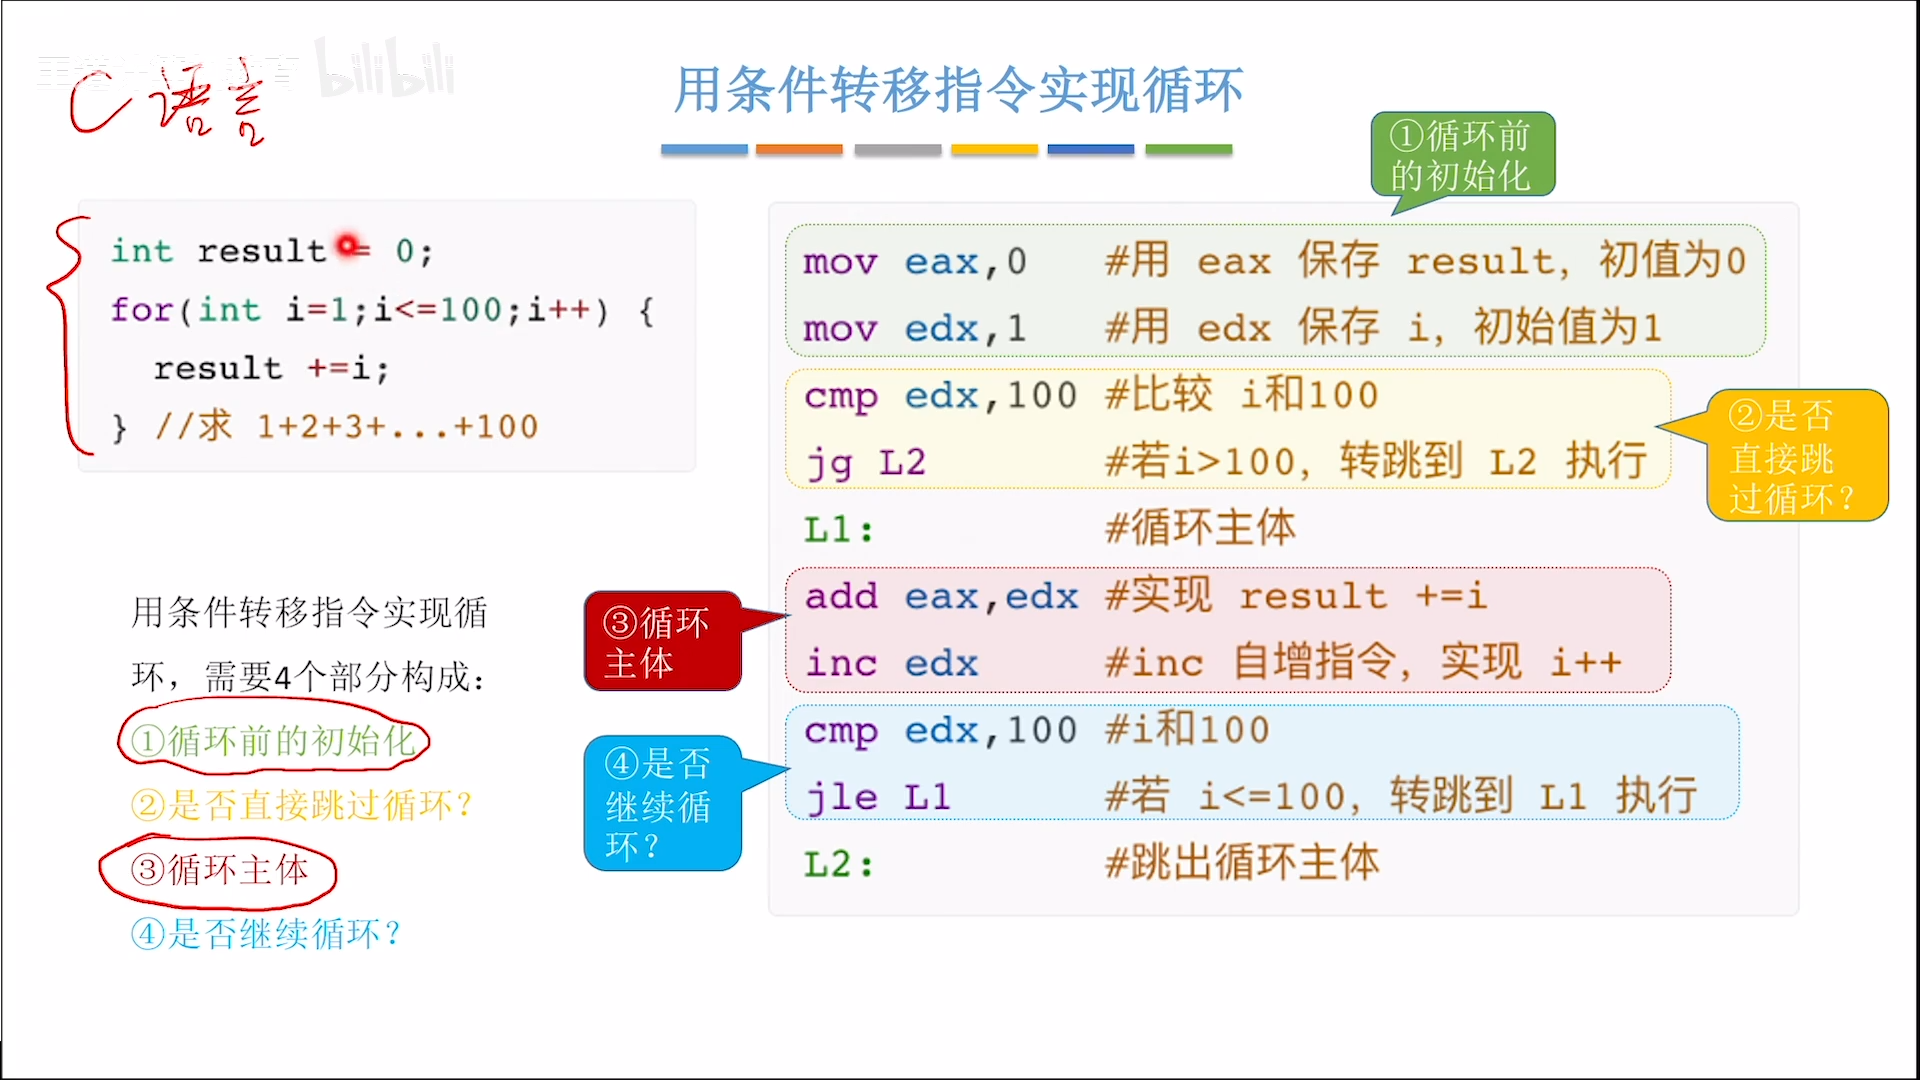 C语言
bilibili
用条件转移指令实现循环
int result = 0;
for(int i=1;i<=100;i++) {
result +=i;
} //求 1+2+3+...+100
用条件转移指令实现循
环，需要4个部分构成：
①循环前的初始化
②是否直接跳过循环？
③循环主体
④是否继续循环？
①循环前
的初始化
mov eax,0 #用 eax 保存 result，初值为0
mov edx,1 #用 edx 保存 i，初始值为1
cmp edx,100 #比较 i和100
jg L2 #若i>100，转跳到 L2 执行
②是否
直接跳
过循环？
L1: #循环主体
③循环
主体
add eax,edx #实现 result +=i
inc edx #inc 自增指令，实现 i++
④是否
继续循
环？
cmp edx,100 #i和100
jle L1 #若 i<=100，转跳到 L1 执行
L2: #跳出循环主体